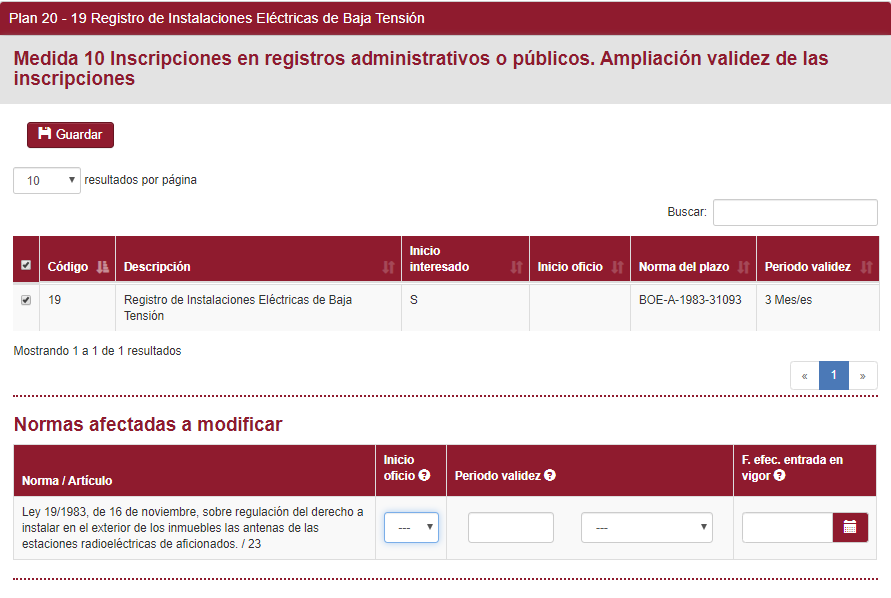 Plan 20 - 19 Registro de Instalaciones Eléctricas de Baja Tensión
Medida 10 Inscripciones en registros administrativos o públicos. Ampliación validez de las
inscripciones
Guardar
10 resultados por página
Buscar:
Código Descripción Inicio interesado Inicio oficio Norma del plazo Periodo validez
19 Registro de Instalaciones Eléctricas de Baja S BOE-A-1983-31093 3 Mes/es
Tensión
Mostrando 1 a 1 de 1 resultados
« 1 »
Normas afectadas a modificar
Norma / Artículo Inicio oficio ? Periodo validez ? F. efec. entrada en vigor ?
Ley 19/1983, de 16 de noviembre, sobre regulación del derecho a
instalar en el exterior de los inmuebles las antenas de las
estaciones radioeléctricas de aficionados. / 23
--- ---